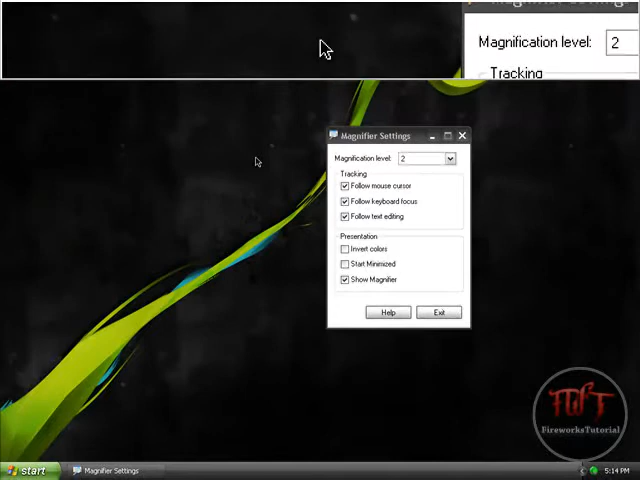 Magnification level: 2
Tracking
Magnifier Settings
Magnification level: 2
Tracking
Follow mouse cursor
Follow keyboard focus
Follow text editing
Presentation
Invert colors
Start Minimized
Show Magnifier
Help Exit
FWT
FireworksTutorial
start Magnifier Settings 5:14 PM